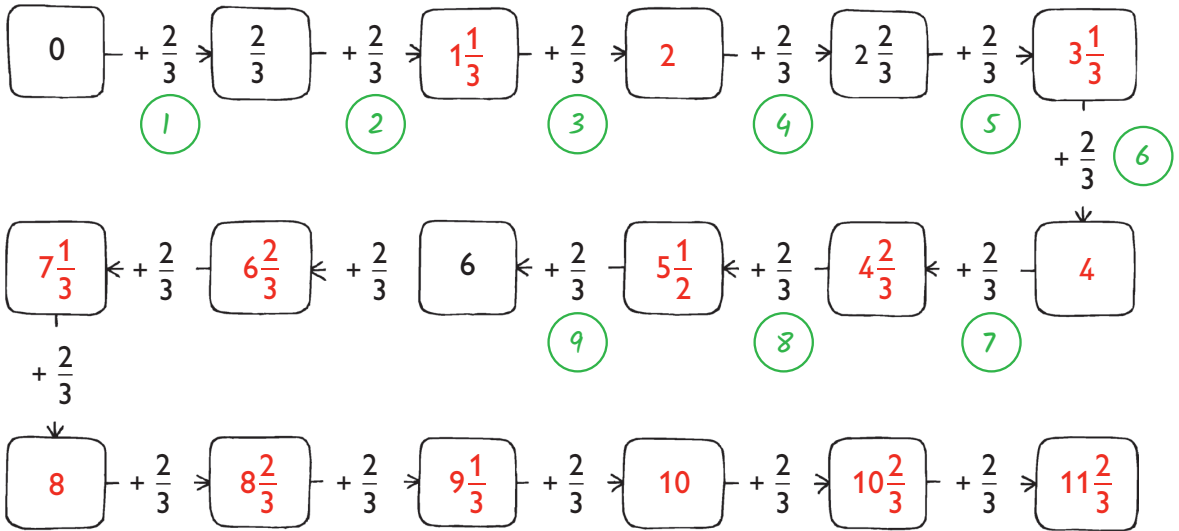 0 + 2/3 2/3 + 2/3 1 1/3 + 2/3 2 + 2/3 2 2/3 + 2/3 3 1/3
1 2 3 4 5
+ 2/3 6
7 1/3 + 2/3 6 2/3 + 2/3 6 + 2/3 5 1/2 + 2/3 4 2/3 + 2/3 4
9 8 7
+ 2/3
8 + 2/3 8 2/3 + 2/3 9 1/3 + 2/3 10 + 2/3 10 2/3 + 2/3 11 2/3